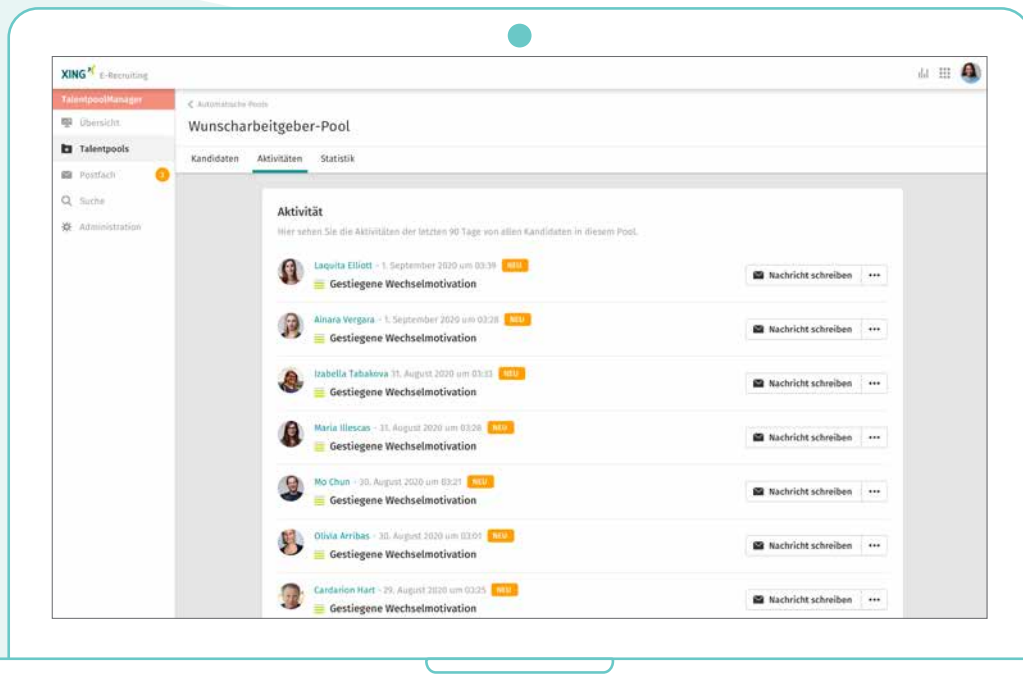 XING E-Recruiting
TalentpoolManager
Übersicht
Talentpools
Postfach 3
Suche
Administration
Automatische Pools
Wunscharbeitgeber-Pool
Kandidaten Aktivitäten Statistik
Aktivität
Hier sehen Sie die Aktivitäten der letzten 90 Tage von allen Kandidaten in diesem Pool.
Laquita Elliott - 1. September 2020 um 03:39 NEU
Gestiegene Wechselmotivation
Nachricht schreiben
Ainara Vergara - 1. September 2020 um 03:28 NEU
Gestiegene Wechselmotivation
Nachricht schreiben
Izabella Tabakova 31. August 2020 um 03:33 NEU
Gestiegene Wechselmotivation
Nachricht schreiben
Maria Illescas - 31. August 2020 um 03:28 NEU
Gestiegene Wechselmotivation
Nachricht schreiben
Mo Chun - 30. August 2020 um 03:21 NEU
Gestiegene Wechselmotivation
Nachricht schreiben
Olivia Arribas - 30. August 2020 um 03:01 NEU
Gestiegene Wechselmotivation
Nachricht schreiben
Cardarion Hart - 29. August 2020 um 03:25 NEU
Gestiegene Wechselmotivation
Nachricht schreiben